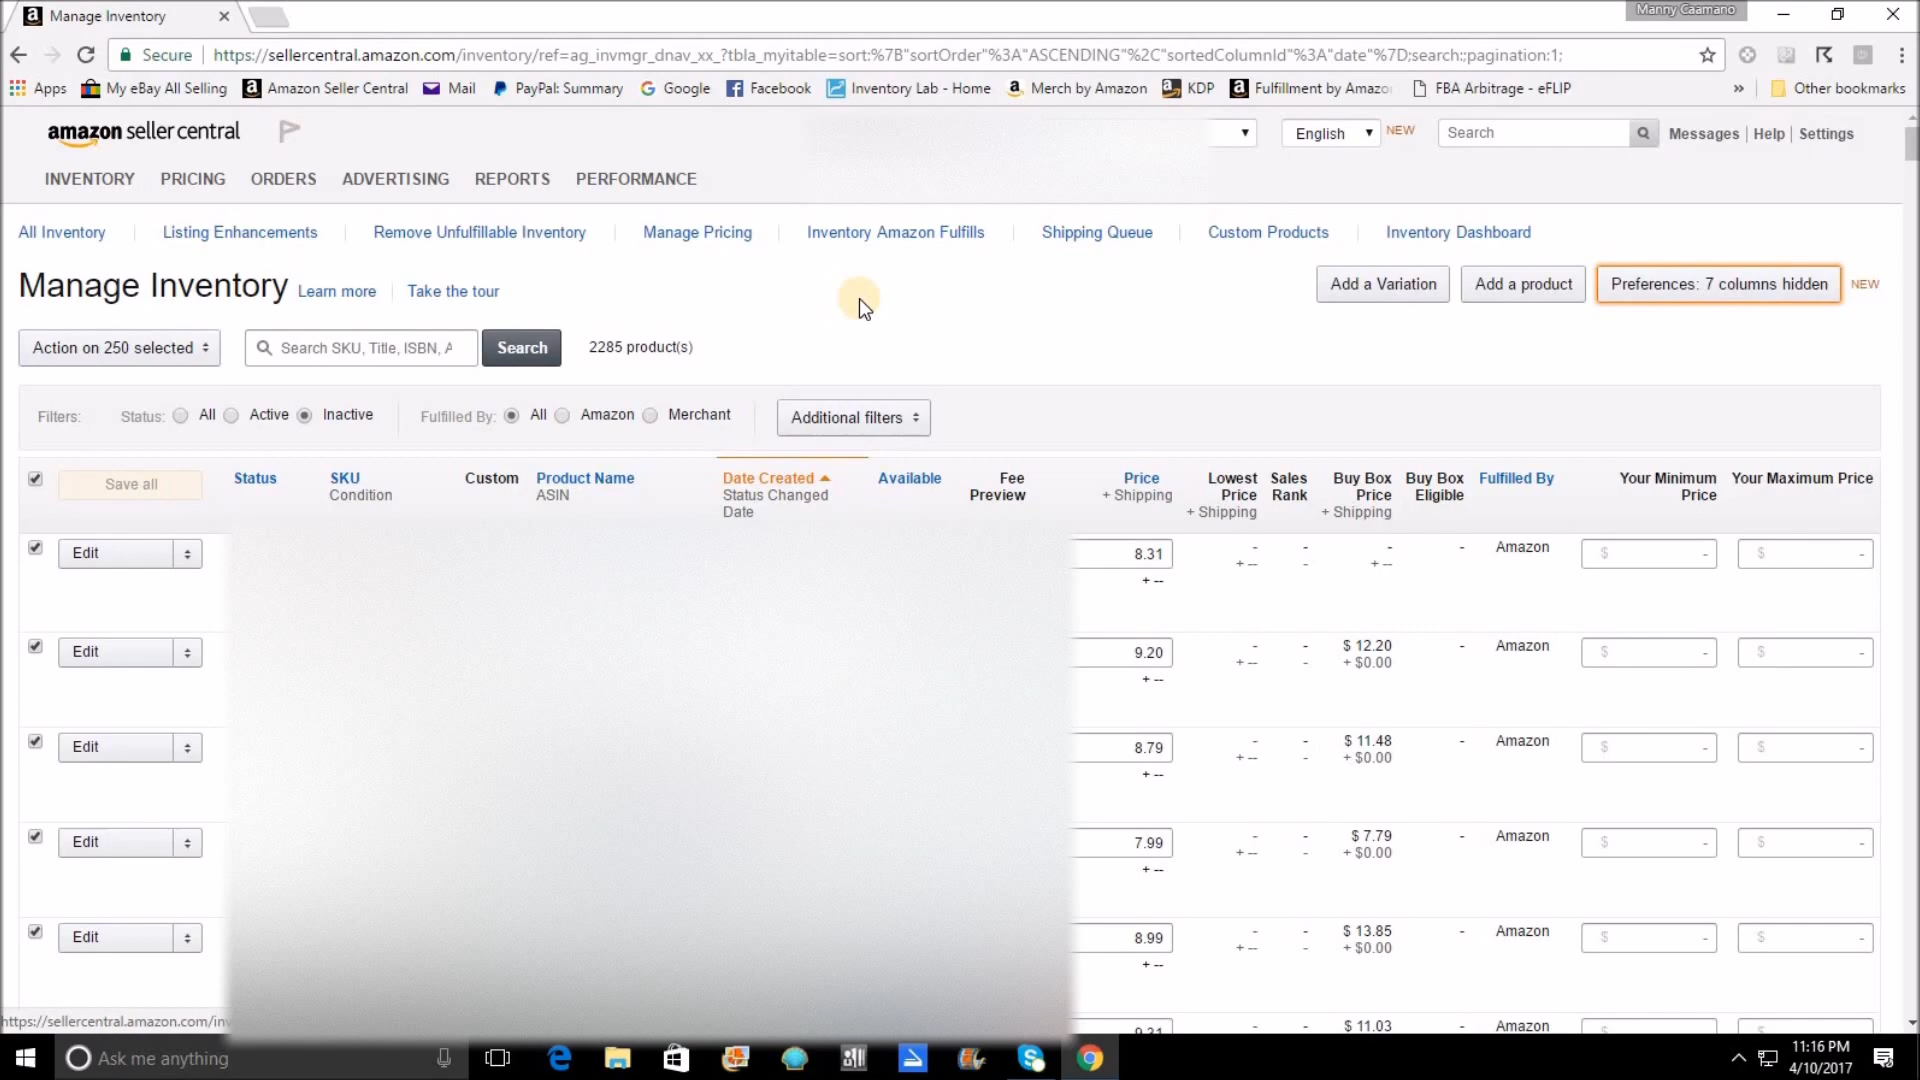 Manage Inventory
Manny Caamano
Secure
https://sellercentral.amazon.com/inventory/ref=ag_invmgr_dnav_xx_?tbla_myitable=sort:%7B"sortOrder"%3A"ASCENDING"%2C"sortedColumnId"%3A"date"%7D;search:;pagination:1;
Apps My eBay All Selling Amazon Seller Central Mail PayPal: Summary Google Facebook Inventory Lab - Home Merch by Amazon KDP Fulfillment by Amazo FBA Arbitrage - eFLIP » Other bookmarks
amazon seller central English NEW Search Messages Help Settings
INVENTORY PRICING ORDERS ADVERTISING REPORTS PERFORMANCE
All Inventory Listing Enhancements Remove Unfulfillable Inventory Manage Pricing Inventory Amazon Fulfills Shipping Queue Custom Products Inventory Dashboard
Manage Inventory Learn more Take the tour Add a Variation Add a product Preferences: 7 columns hidden NEW
Action on 250 selected Search SKU, Title, ISBN, A Search 2285 product(s)
Filters: Status: All Active Inactive Fulfilled By: All Amazon Merchant Additional filters
Save all Status SKU Custom Product Name Date Created Available Fee Price Lowest Sales Buy Box Buy Box Fulfilled By Your Minimum Your Maximum Price
Condition ASIN Status Changed Preview + Shipping Price Rank Price Eligible Price
Date + Shipping + Shipping
Edit 8.31 - - - - Amazon $ - $ -
+ -- - + --
+ --
Edit 9.20 - - $ 12.20 - Amazon $ - $ -
+ -- - + $0.00
+ --
Edit 8.79 - - $ 11.48 - Amazon $ - $ -
+ -- - + $0.00
+ --
Edit 7.99 - - $ 7.79 - Amazon $ - $ -
+ -- - + $0.00
+ --
Edit 8.99 - - $ 13.85 - Amazon $ - $ -
+ -- - + $0.00
+ --
https://sellercentral.amazon.com/inv
9.31 $ 11.03 Amazon
Ask me anything
11:16 PM
4/10/2017